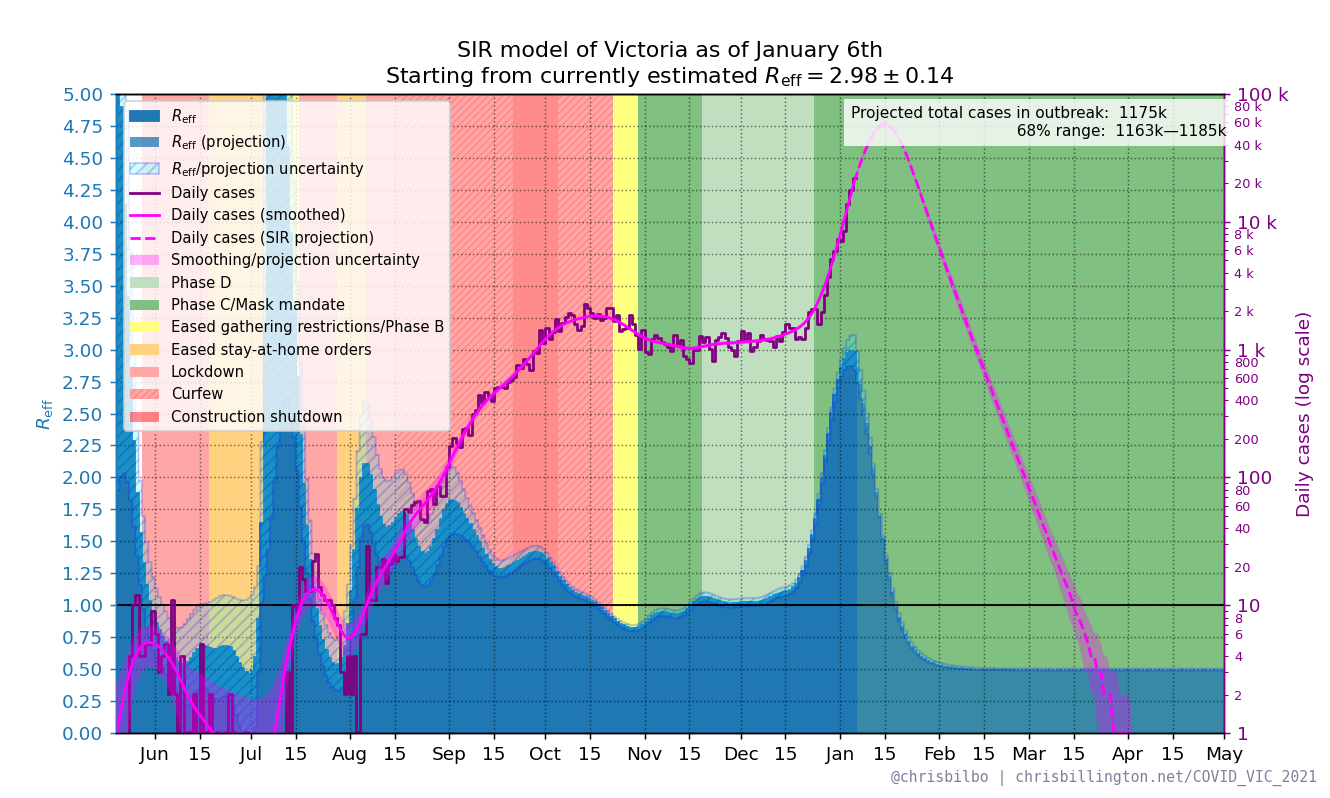 SIR model of Victoria as of January 6th
Starting from currently estimated Reff = 2.98 ± 0.14
Projected total cases in outbreak: 1175k
68% range: 1163k—1185k
Reff
Reff (projection)
Reff/projection uncertainty
Daily cases
Daily cases (smoothed)
Daily cases (SIR projection)
Smoothing/projection uncertainty
Phase D
Phase C/Mask mandate
Eased gathering restrictions/Phase B
Eased stay-at-home orders
Lockdown
Curfew
Construction shutdown
Reff
5.00
4.75
4.50
4.25
4.00
3.75
3.50
3.25
3.00
2.75
2.50
2.25
2.00
1.75
1.50
1.25
1.00
0.75
0.50
0.25
0.00
100 k
80 k
60 k
40 k
20 k
10 k
8 k
6 k
4 k
2 k
1 k
800
600
400
200
100
80
60
40
20
10
8
6
4
2
1
Daily cases (log scale)
Jun 15 Jul 15 Aug 15 Sep 15 Oct 15 Nov 15 Dec 15 Jan 15 Feb 15 Mar 15 Apr 15 May
@chrisbilbo | chrisbillington.net/COVID_VIC_2021